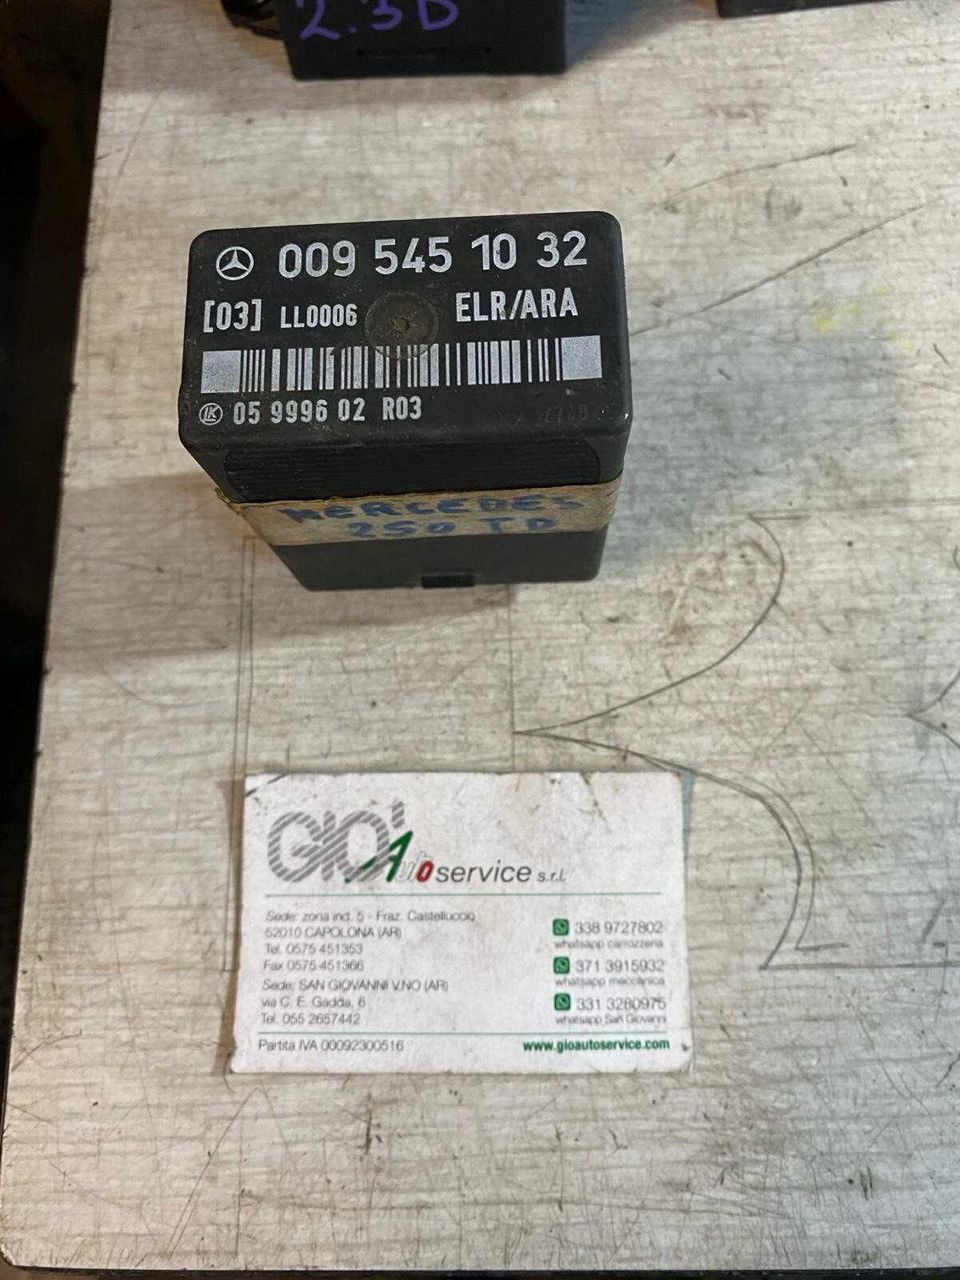 2.3D
009 545 10 32
[03] LL0006 ELR/ARA
LK 05 9996 02 R03
MERCEDES
250 TD
GIO' Autoservice s.r.l.
Sede: zona ind. 5 - Fraz. Castelluccio
52010 CAPOLONA (AR)
Tel. 0575 451353
Fax 0575 451366
Sede: SAN GIOVANNI V.NO (AR)
via C. E. Gadda, 6
Tel. 055 2657442
338 9727802
whatsapp carrozzeria
371 3915932
whatsapp meccanica
331 3280975
whatsapp San Giovanni
Partita IVA 00092300516
www.gioautoservice.com